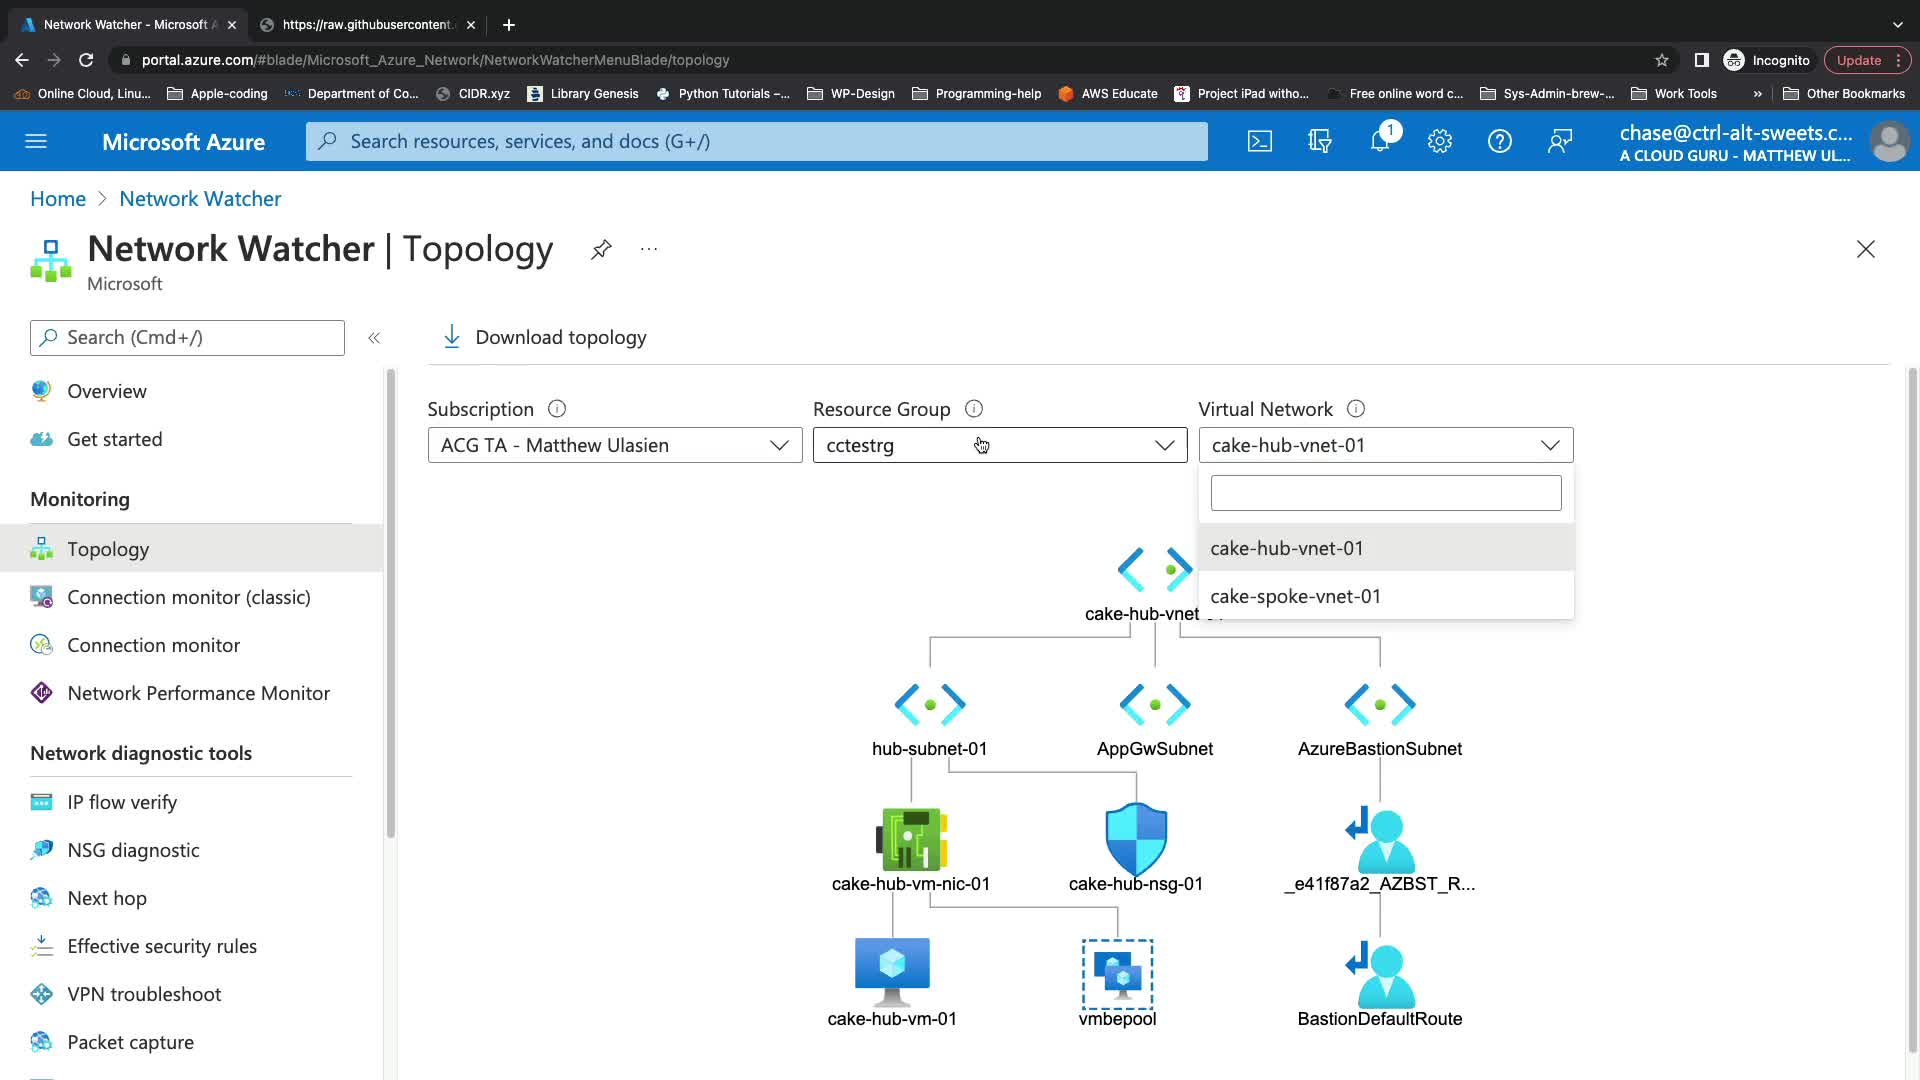 Network Watcher - Microsoft A
https://raw.githubusercontent.
portal.azure.com/#blade/Microsoft_Azure_Network/NetworkWatcherMenuBlade/topology
Incognito
Update
Online Cloud, Linu...
Apple-coding
Department of Co...
CIDR.xyz
Library Genesis
Python Tutorials –...
WP-Design
Programming-help
AWS Educate
Project iPad witho...
Free online word c...
Sys-Admin-brew-...
Work Tools
»
Other Bookmarks
Microsoft Azure
Search resources, services, and docs (G+/)
1
chase@ctrl-alt-sweets.c...
A CLOUD GURU - MATTHEW UL...
Home > Network Watcher
Network Watcher | Topology
...
Microsoft
Search (Cmd+/)
«
Download topology
Overview
Get started
Monitoring
Topology
Connection monitor (classic)
Connection monitor
Network Performance Monitor
Network diagnostic tools
IP flow verify
NSG diagnostic
Next hop
Effective security rules
VPN troubleshoot
Packet capture
Subscription
ACG TA - Matthew Ulasien
Resource Group
cctestrg
Virtual Network
cake-hub-vnet-01
cake-hub-vnet-01
cake-spoke-vnet-01
cake-hub-vnet
hub-subnet-01
AppGwSubnet
AzureBastionSubnet
cake-hub-vm-nic-01
cake-hub-nsg-01
_e41f87a2_AZBST_R...
cake-hub-vm-01
vmbepool
BastionDefaultRoute